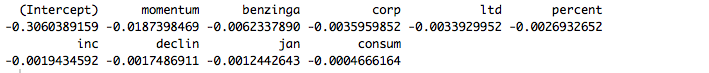 (Intercept) momentum benzinga corp ltd percent
-0.3060389159 -0.0187398469 -0.0062337890 -0.0035959852 -0.0033929952 -0.0026932652
inc declin jan consum
-0.0019434592 -0.0017486911 -0.0012442643 -0.0004666164